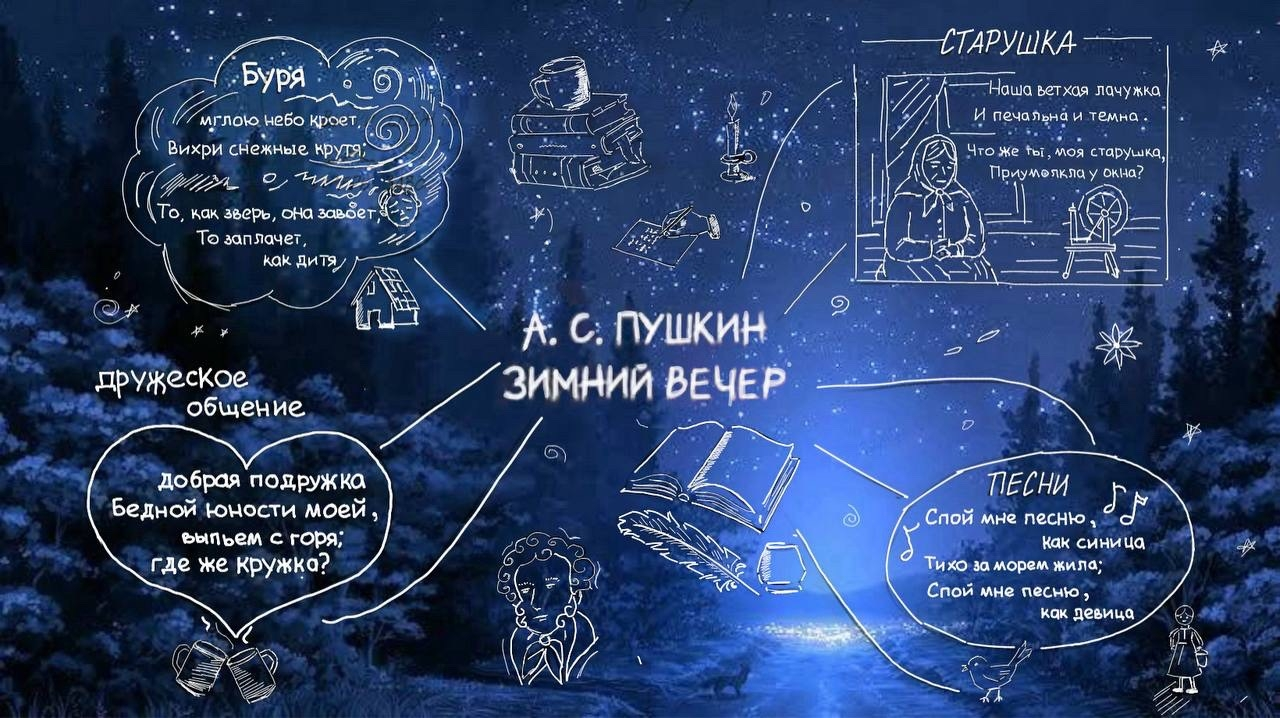 Буря
мглою небо кроет,
Вихри снежные крутя;
То, как зверь, она завоет,
То заплачет,
как дитя,
СТАРУШКА
Наша ветхая лачужка
И печальна и темна.
Что же ты, моя старушка,
Приумолкла у окна?
А. С. ПУШКИН
ЗИМНИЙ ВЕЧЕР
дружеское
общение
добрая подружка
Бедной юности моей,
выпьем с горя;
где же кружка?
ПЕСНИ
Спой мне песню,
как синица
Тихо за морем жила;
Спой мне песню,
как девица